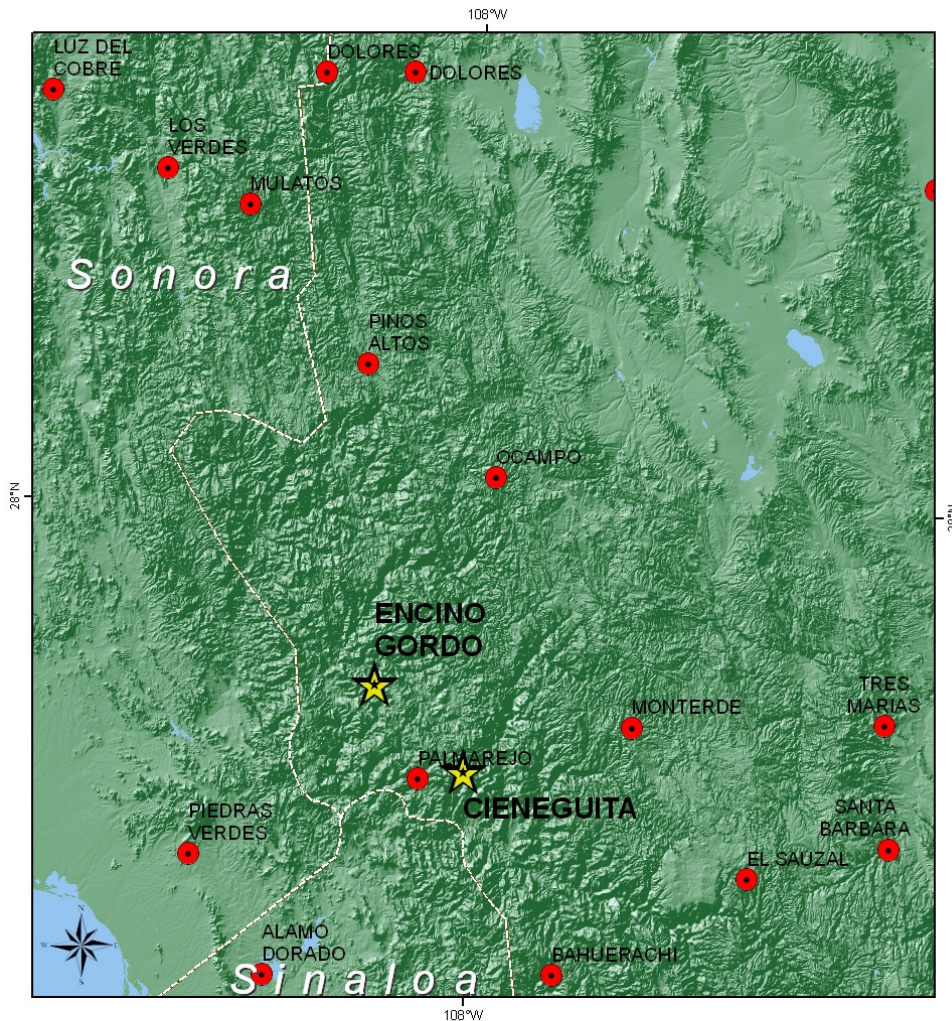 108°W
LUZ DEL
COBRE
DOLORES
DOLORES
LOS
VERDES
MULATOS
Sonora
PINOS
ALTOS
OCAMPO
28°N
28°N
ENCINO
GORDO
MONTERDE
TRES
MARIAS
PALMAREJO
CIENEGUITA
PIEDRAS
VERDES
SANTA
BARBARA
EL SAUZAL
ALAMO
DORADO
BAHUERACHI
Sinaloa
N
W
E
S
108°W